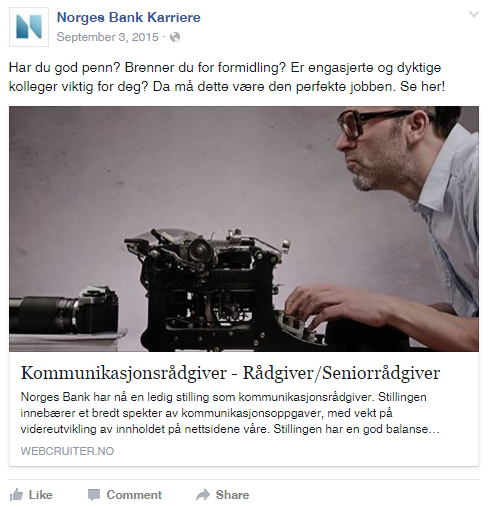 Norges Bank Karriere
September 3, 2015 ·
Har du god penn? Brenner du for formidling? Er engasjerte og dyktige
kolleger viktig for deg? Da må dette være den perfekte jobben. Se her!
Kommunikasjonsrådgiver - Rådgiver/Seniorrådgiver
Norges Bank har nå en ledig stilling som kommunikasjonsrådgiver. Stillingen
innebærer et bredt spekter av kommunikasjonsoppgaver, med vekt på
videreutvikling av innholdet på nettsidene våre. Stillingen har en god balanse…
WEBCRUITER.NO
Like Comment Share